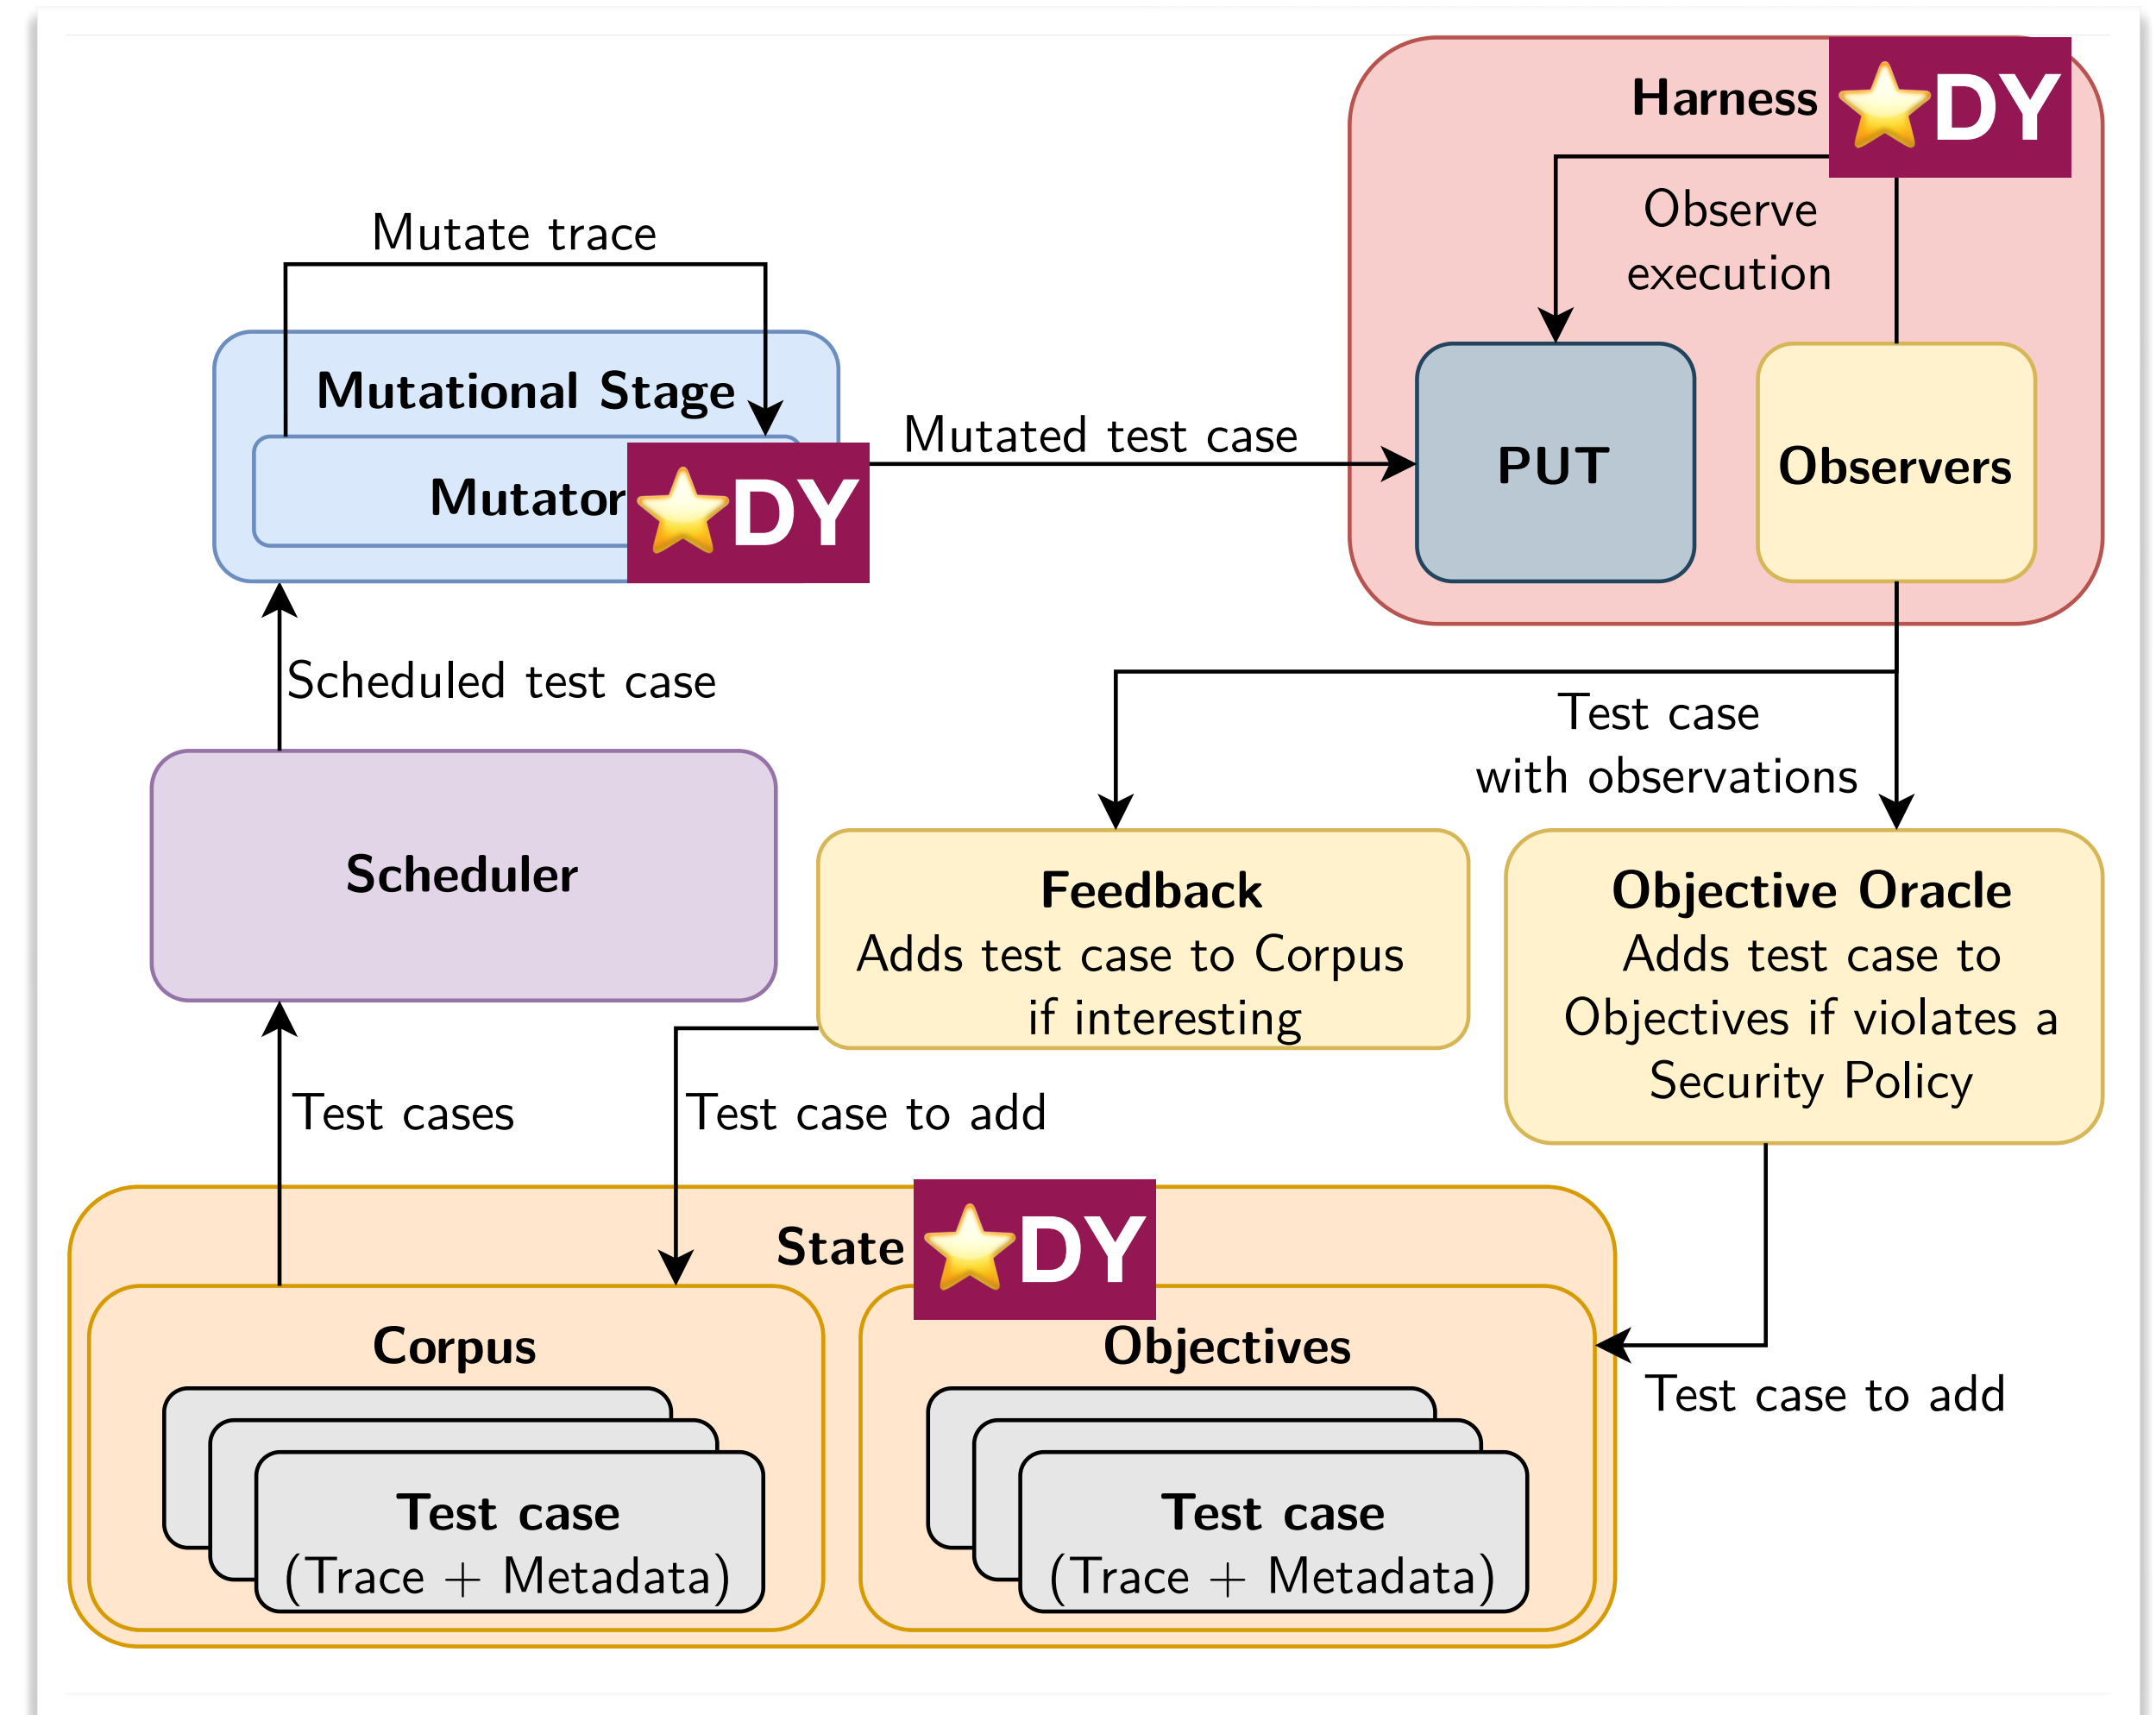 Harness ⭐DY
Observe
execution
Mutate trace
Mutational Stage
Mutator ⭐DY
Mutated test case
PUT
Observers
Scheduled test case
Test case
with observations
Scheduler
Feedback
Adds test case to Corpus
if interesting
Objective Oracle
Adds test case to
Objectives if violates a
Security Policy
Test cases
Test case to add
State ⭐DY
Corpus
Objectives
Test case to add
Test case
(Trace + Metadata)
Test case
(Trace + Metadata)